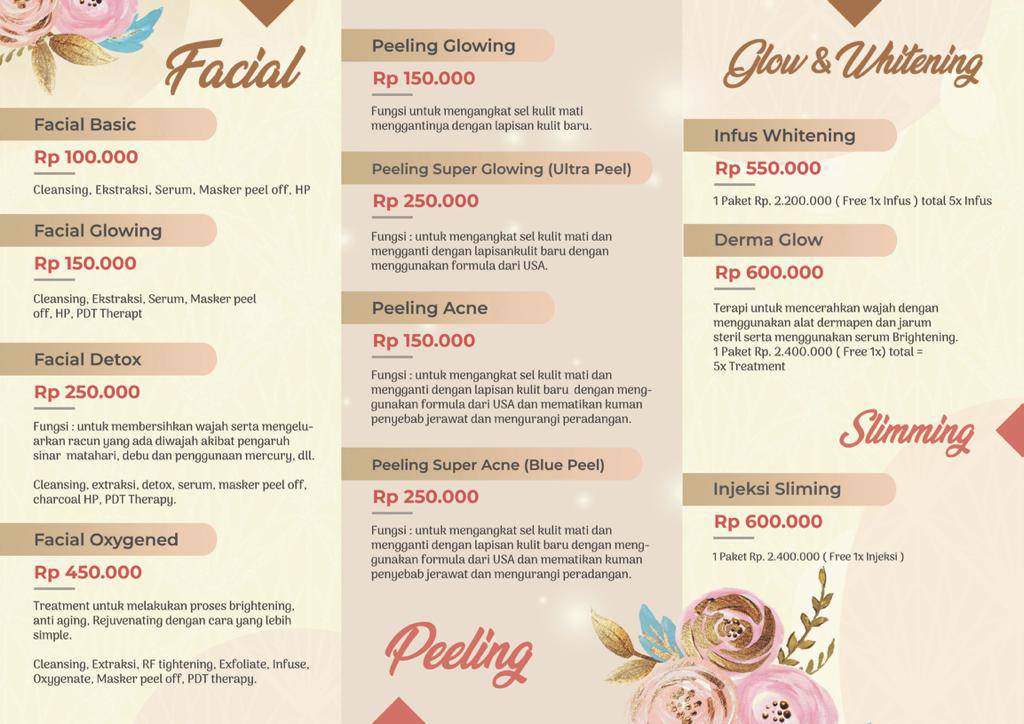 Facial
Facial Basic
Rp 100.000
Cleansing, Ekstraksi, Serum, Masker peel off, HP
Facial Glowing
Rp 150.000
Cleansing, Ekstraksi, Serum, Masker peel
off, HP, PDT Therapt
Facial Detox
Rp 250.000
Fungsi : untuk membersihkan wajah serta mengelu-
arkan racun yang ada diwajah akibat pengaruh
sinar matahari, debu dan penggunaan mercury, dll.
Cleansing, extraksi, detox, serum, masker peel off,
charcoal HP, PDT Therapy.
Facial Oxygened
Rp 450.000
Treatment untuk melakukan proses brightening,
anti aging, Rejuvenating dengan cara yang lebih
simple.
Cleansing, Extraksi, RF tightening, Exfoliate, Infuse,
Oxygenate, Masker peel off, PDT therapy.
Peeling Glowing
Rp 150.000
Fungsi untuk mengangkat sel kulit mati
menggantinya dengan lapisan kulit baru.
Peeling Super Glowing (Ultra Peel)
Rp 250.000
Fungsi : untuk mengangkat sel kulit mati dan
mengganti dengan lapisankulit baru dengan
menggunakan formula dari USA.
Peeling Acne
Rp 150.000
Fungsi : untuk mengangkat sel kulit mati dan
mengganti dengan lapisan kulit baru dengan meng-
gunakan formula dari USA dan mematikan kuman
penyebab jerawat dan mengurangi peradangan.
Peeling Super Acne (Blue Peel)
Rp 250.000
Fungsi : untuk mengangkat sel kulit mati dan
mengganti dengan lapisan kulit baru dengan meng-
gunakan formula dari USA dan mematikan kuman
penyebab jerawat dan mengurangi peradangan.
Peeling
Glow & Whitening
Infus Whitening
Rp 550.000
1 Paket Rp. 2.200.000 ( Free 1x Infus ) total 5x Infus
Derma Glow
Rp 600.000
Terapi untuk mencerahkan wajah dengan
menggunakan alat dermapen dan jarum
steril serta menggunakan serum Brightening.
1 Paket Rp. 2.400.000 ( Free 1x) total =
5x Treatment
Slimming
Injeksi Sliming
Rp 600.000
1 Paket Rp. 2.400.000 ( Free 1x Injeksi )